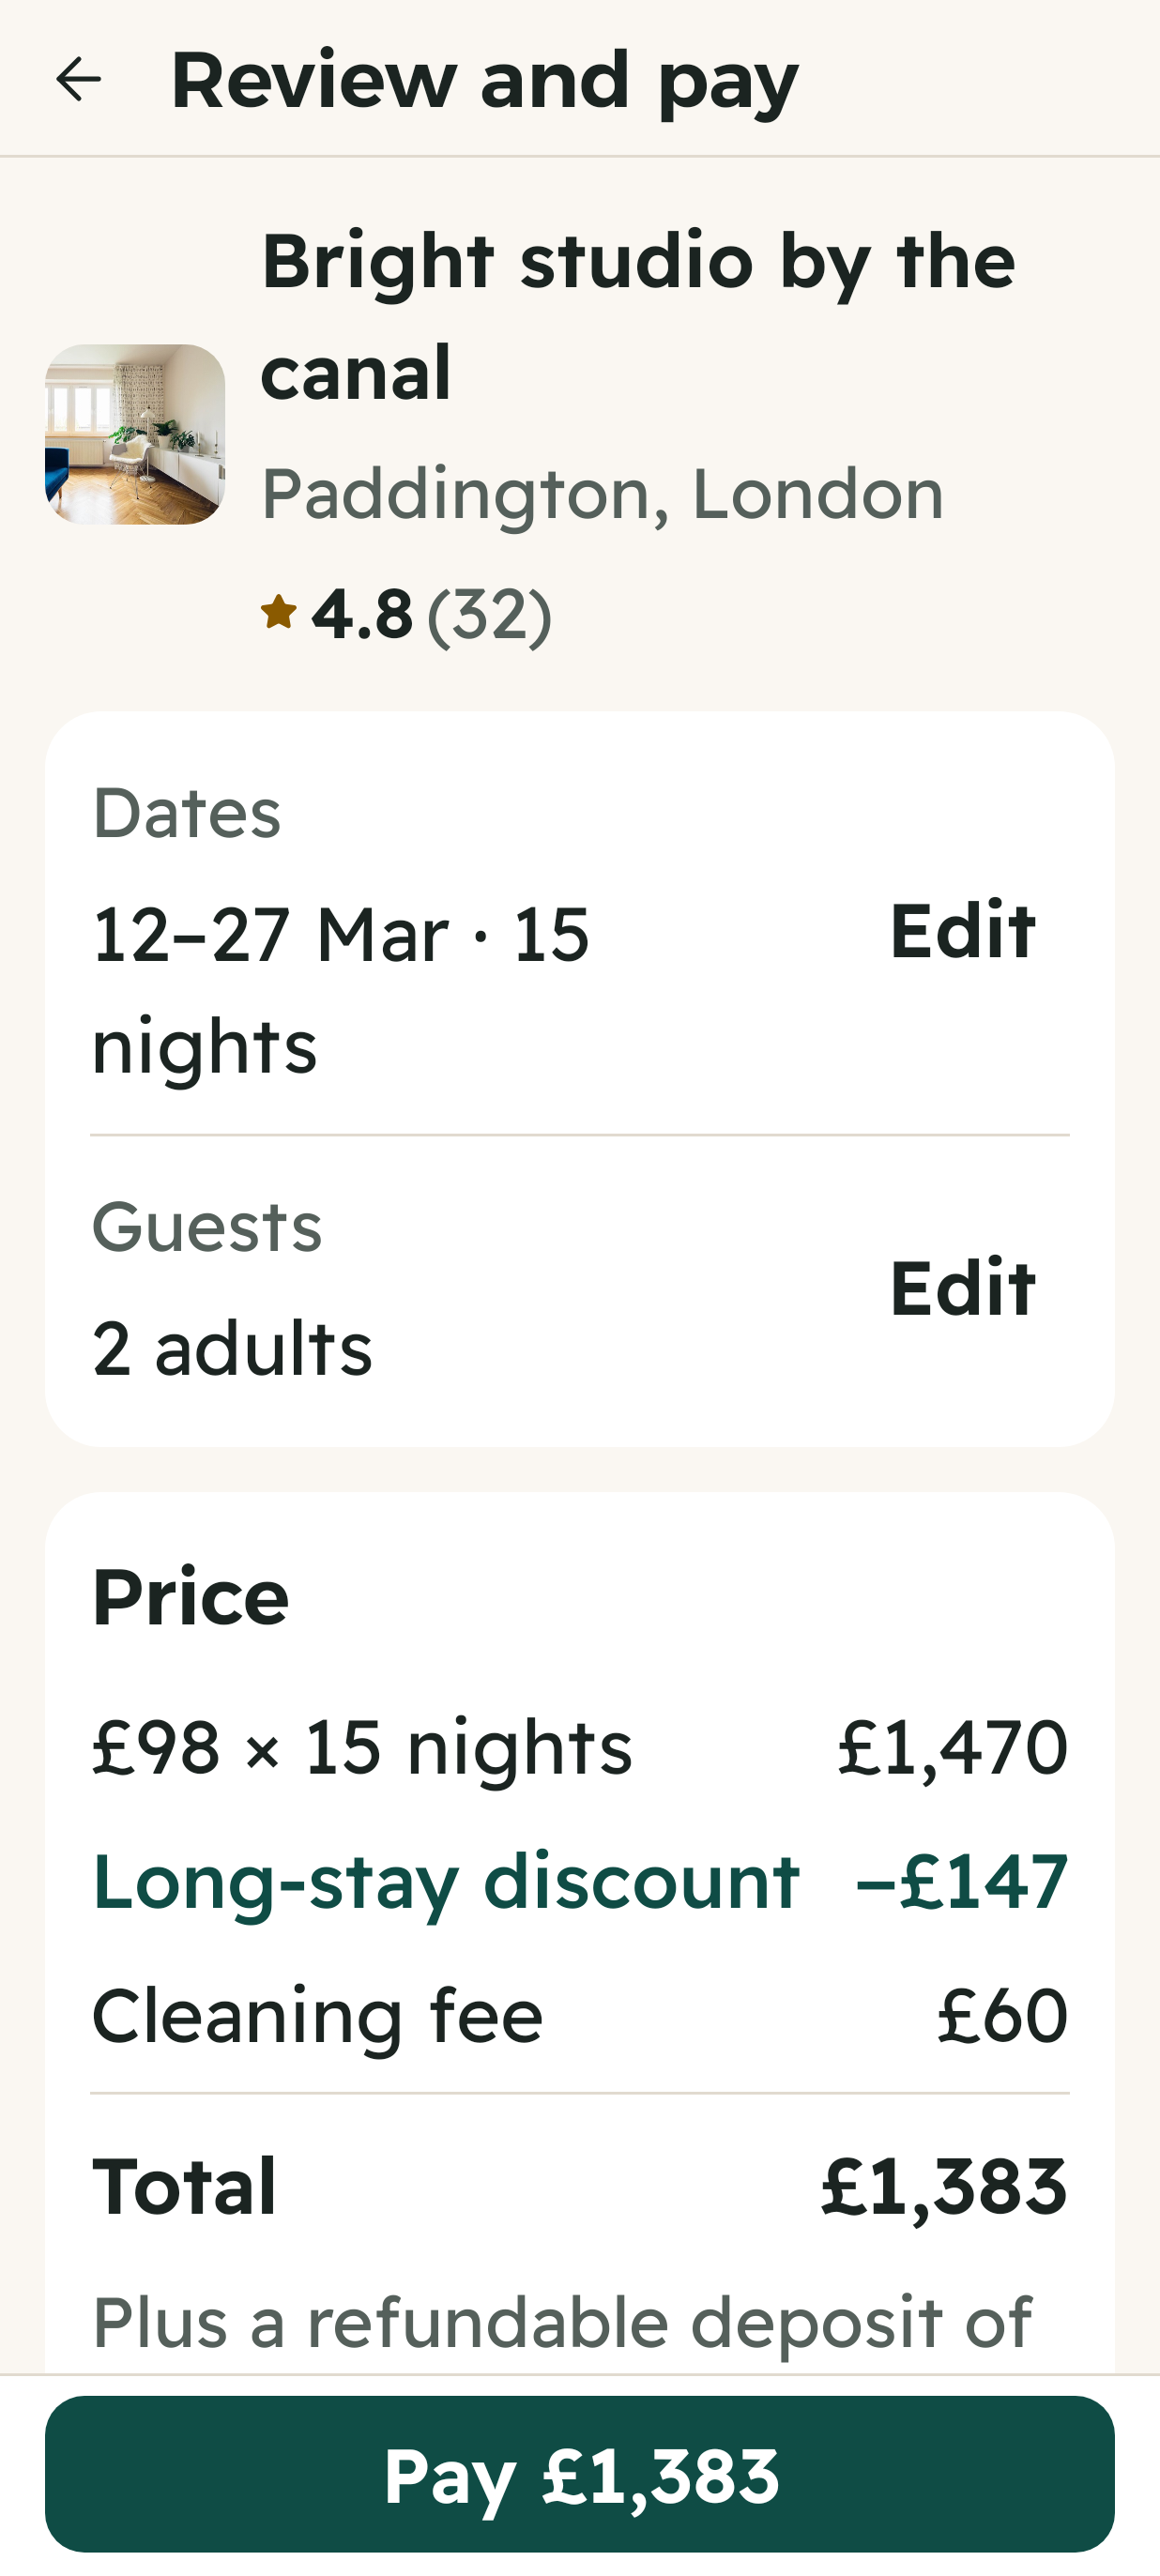 Review and pay
Bright studio by the
canal
Paddington, London
4.8 (32)
Dates
12–27 Mar · 15
nights
Edit
Guests
2 adults
Edit
Price
£98 × 15 nights £1,470
Long-stay discount −£147
Cleaning fee £60
Total £1,383
Plus a refundable deposit of
Pay £1,383